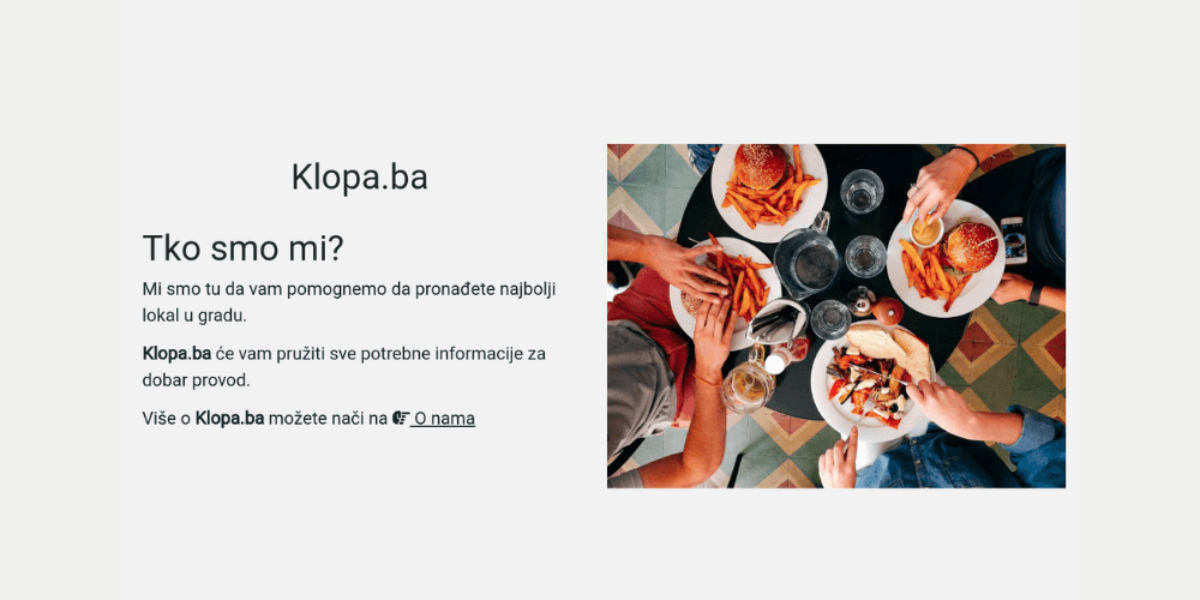 Klopa.ba
Tko smo mi?
Mi smo tu da vam pomognemo da pronađete najbolji
lokal u gradu.
Klopa.ba će vam pružiti sve potrebne informacije za
dobar provod.
Više o Klopa.ba možete nači na O nama